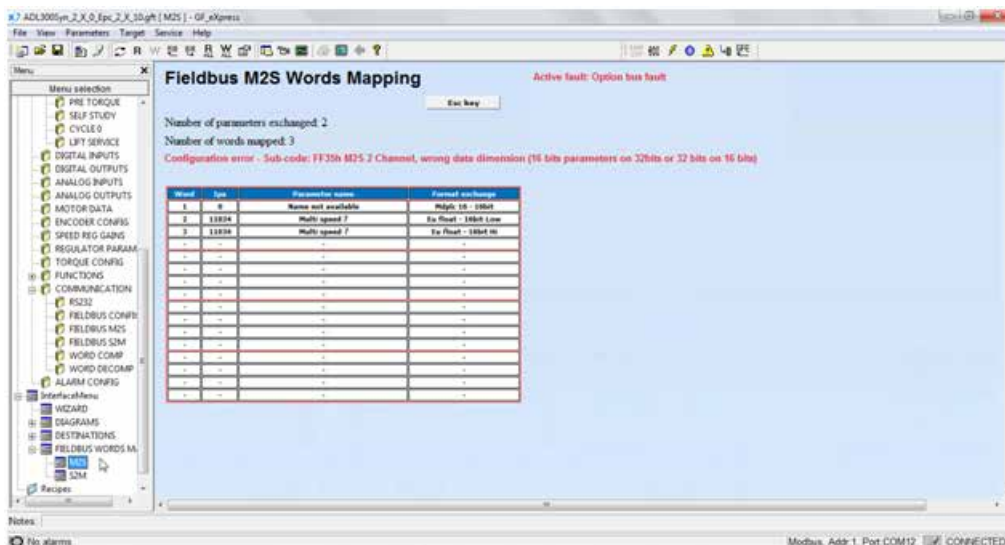 ADL300Syn_2_X_0_Epc_2_X_10.gft [ M2S ] - GF_eXpress
File View Parameters Target Service Help
Menu
Menu selection
PRE TORQUE
SELF STUDY
CYCLE 0
LIFT SERVICE
DIGITAL INPUTS
DIGITAL OUTPUTS
ANALOG INPUTS
ANALOG OUTPUTS
MOTOR DATA
ENCODER CONFIG
SPEED REG GAINS
REGULATOR PARAM
TORQUE CONFIG
FUNCTIONS
COMMUNICATION
RS232
FIELDBUS CONFI
FIELDBUS M2S
FIELDBUS S2M
WORD COMP
WORD DECOMP
ALARM CONFIG
InterfaceMenu
WIZARD
DIAGRAMS
DESTINATIONS
FIELDBUS WORDS MA
M2S
S2M
Recipes
Fieldbus M2S Words Mapping
Active fault: Option bus fault
Esc key
Number of parameters exchanged: 2
Number of words mapped: 3
Configuration error - Sub-code: FF35h M2S 2 Channel, wrong data dimension (16 bits parameters on 32bits or 32 bits on 16 bits)
Word Ipa Parameter name Format exchange
1 0 Name not available Mdplc 16 - 16bit
2 11034 Multi speed 7 Eu float - 16bit Low
3 11034 Multi speed 7 Eu float - 16bit Hi
- - - -
- - - -
- - - -
- - - -
- - - -
- - - -
- - - -
- - - -
- - - -
- - - -
- - - -
- - - -
- - - -
Notes:
No alarms
Modbus, Addr 1, Port COM12 CONNECTED